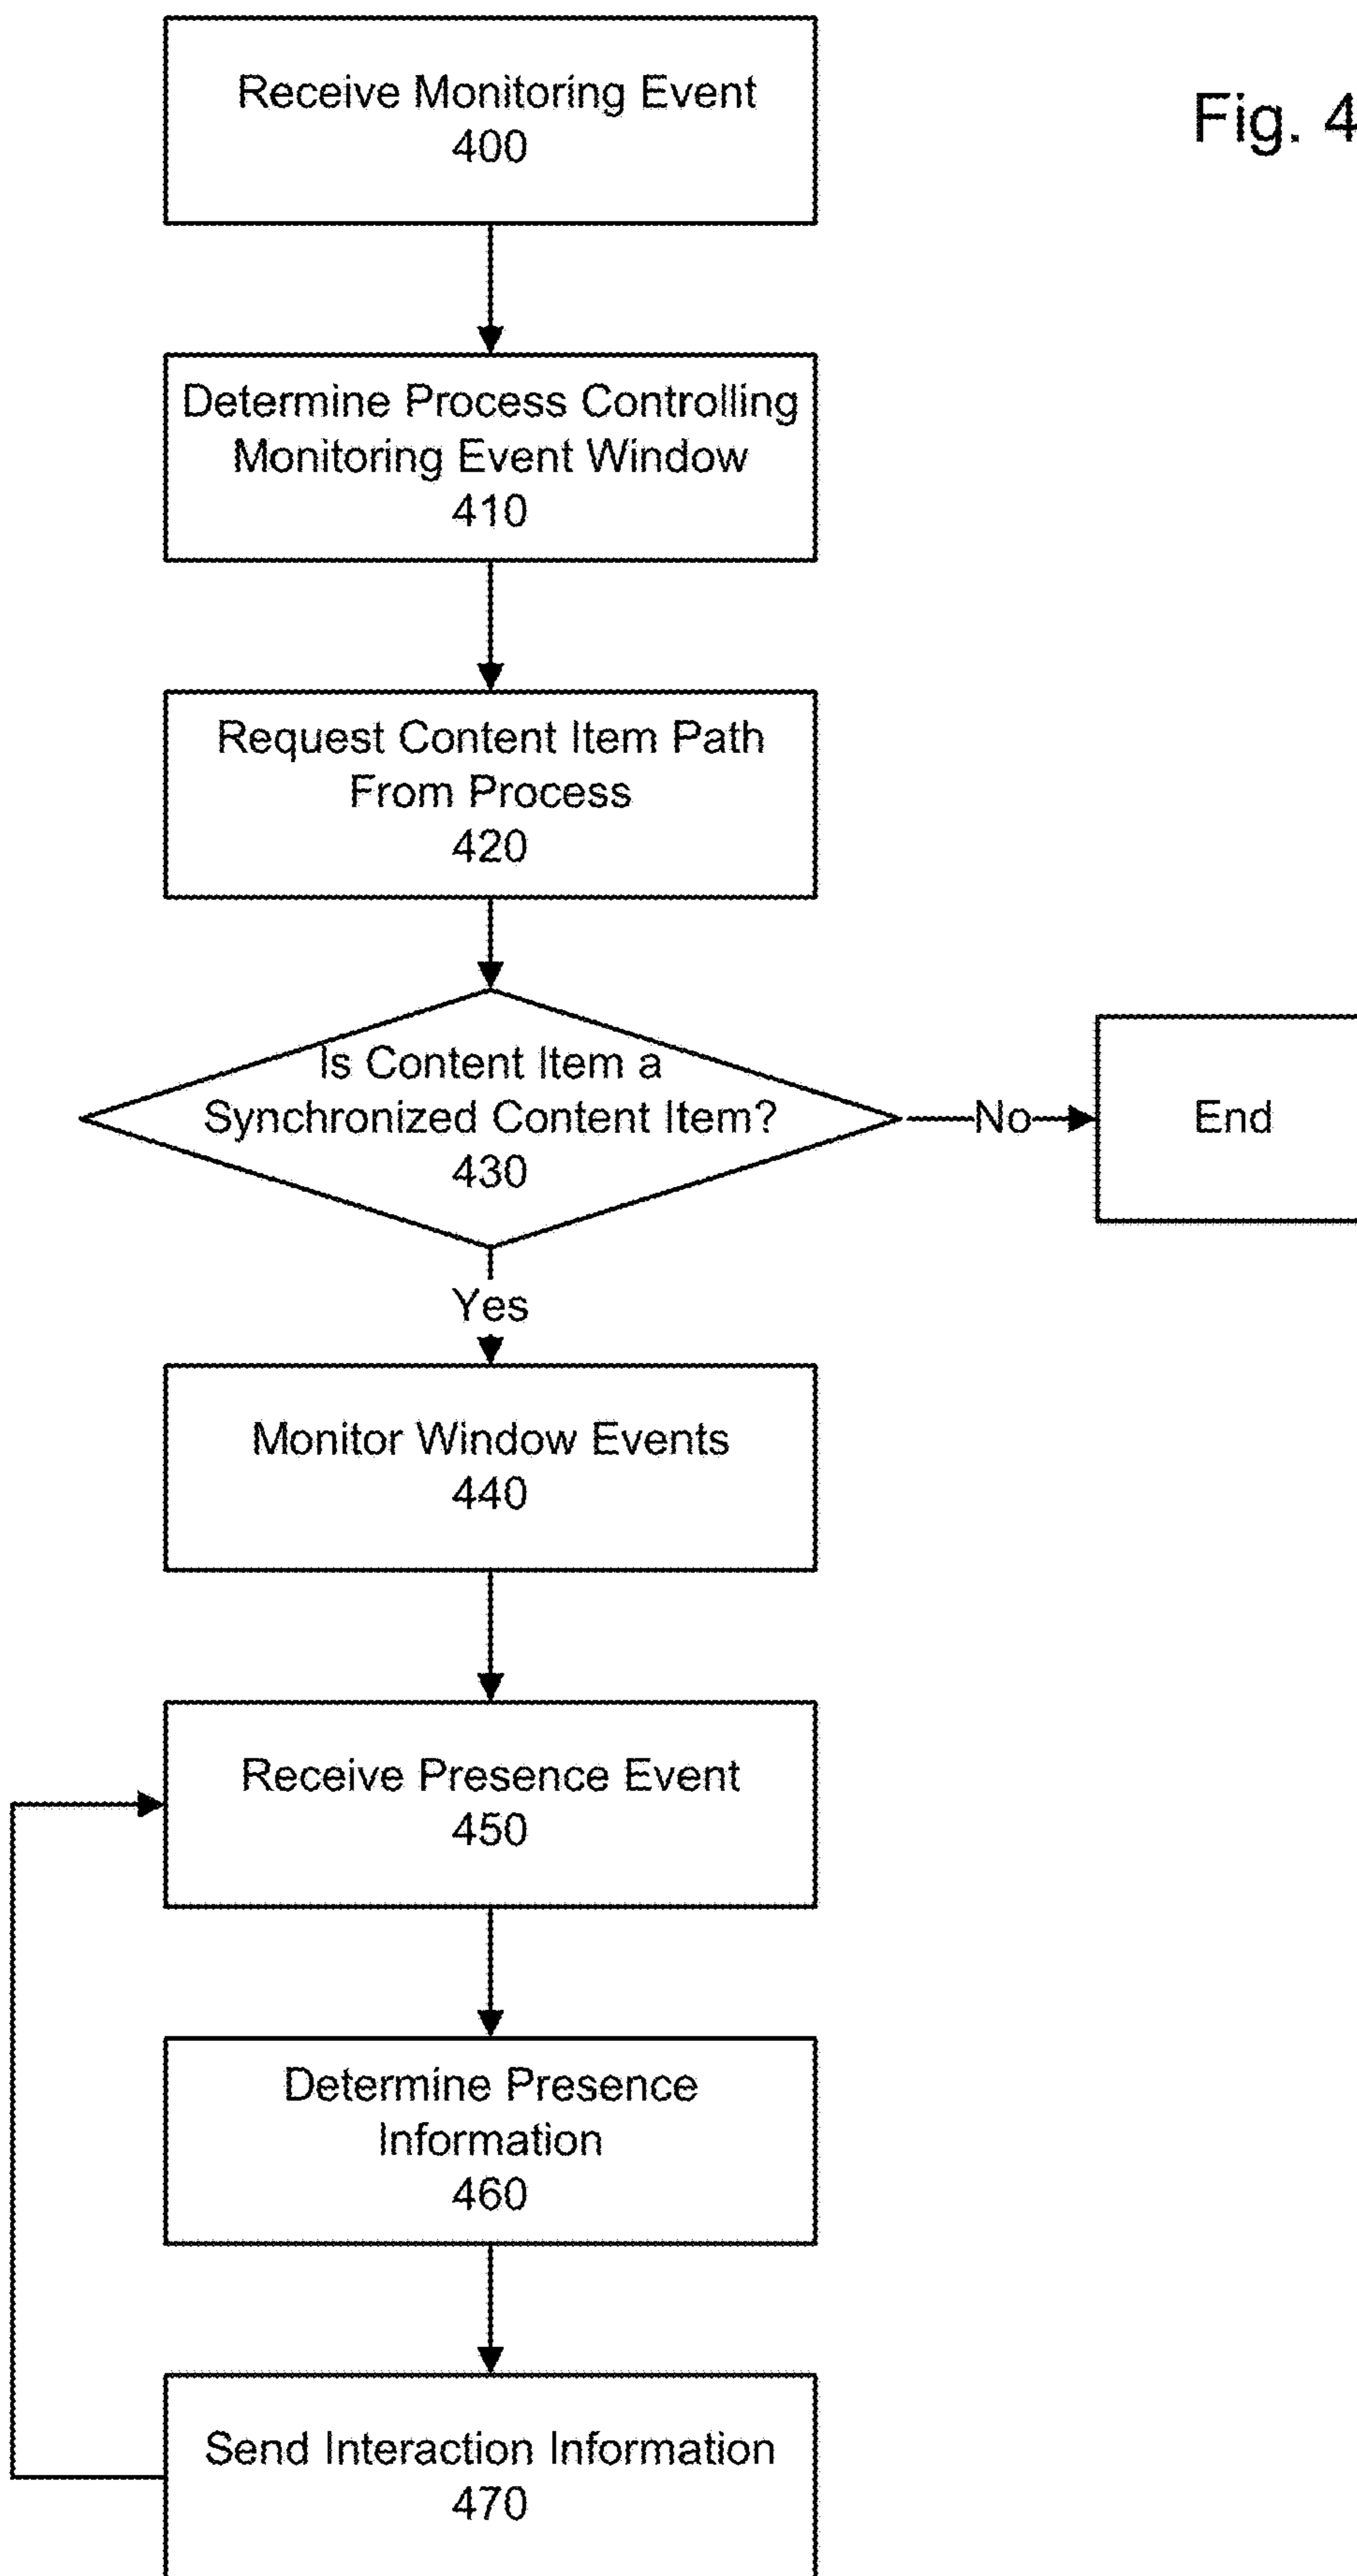 Receive Monitoring Event
400
Fig. 4
Determine Process Controlling
Monitoring Event Window
410
Request Content Item Path
From Process
420
Is Content Item a
Synchronized Content Item?
430
No
End
Yes
Monitor Window Events
440
Receive Presence Event
450
Determine Presence
Information
460
Send Interaction Information
470